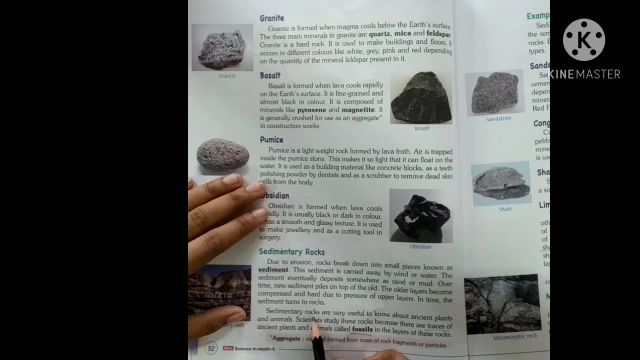 Granite
Granite is formed when magma cools below the Earth's surface.
The three main minerals in granite are quartz, mica and feldspar.
Granite is a hard rock. It is used to make buildings and floors. It
occurs in different colours like white, grey, pink and red depending
on the quantity of the mineral feldspar present in it.
Granite
Basalt
Basalt is formed when lava cools rapidly
on the Earth's surface. It is fine-grained and
almost black in colour. It is composed of
minerals like pyroxene and magnetite. It
is generally crushed for use as an aggregate*
in construction works.
Basalt
Pumice
Pumice is a light weight rock formed by lava froth. Air is trapped
inside the pumice stone. This makes it so light that it can float on the
water. It is used as a building material like concrete blocks, as a teeth
polishing powder by dentists and as a scrubber to remove dead skin
cells from the body.
Obsidian
Obsidian is formed when lava cools
rapidly. It is usually black or dark in colour.
has a smooth and glassy texture. It is used
to make jewellery and as a cutting tool in
surgery.
Obsidian
Sedimentary Rocks
Due to erosion, rocks break down into small pieces known as
sediment. This sediment is carried away by wind or water. The
sediment eventually deposits somewhere as sand or mud. Over
time, new sediment piles on top of the old. The older layers become
compressed and hard due to pressure of upper layers. In time, the
sediment turns to rocks.
Sedimentary rocks are very useful to know about ancient plants
and animals. Scientists study these rocks because there are traces of
ancient plants and animals called fossils in the layers of these rocks.
*Aggregate : material formed from mass of rock fragments or particles
52 New Science in-depth-5
Examp
Sed
Sands
Sandstone
Con
Sha
Shale
Lim
Metamorphic rock
K
KINEMASTER